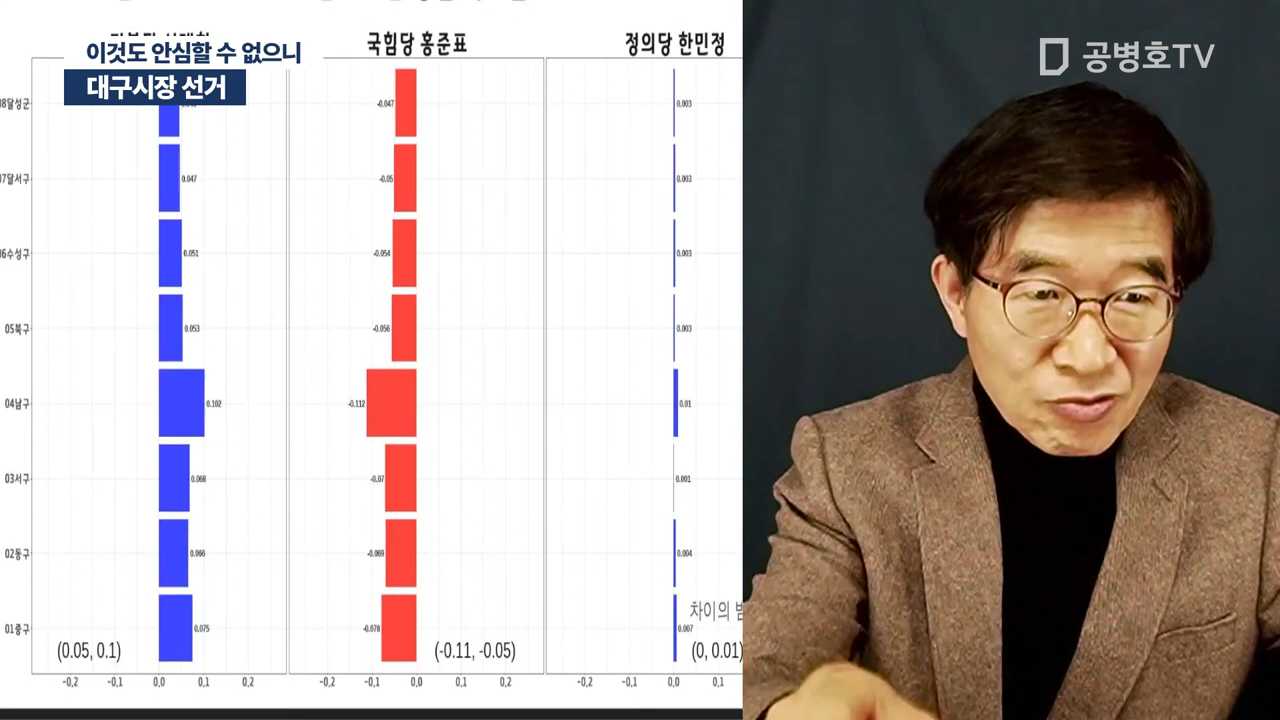 이것도 안심할 수 없으니
대구시장 선거
공병호TV
국힘당 홍준표
정의당 한민정
08달성군
-0.047
0.003
07달서구
0.047
-0.05
0.003
06수성구
0.051
-0.054
0.003
05북구
0.053
-0.056
0.003
04남구
0.102
-0.112
0.01
03서구
0.068
-0.07
0.001
02동구
0.066
-0.069
0.004
01중구
0.075
-0.078
0.007
차이의
(0.05, 0.1)
(-0.11, -0.05)
(0, 0.01)
-0,2 -0,1 0,0 0,1 0,2
-0,2 -0,1 0,0 0,1 0,2
-0,2 -0,1 0,0 0,1